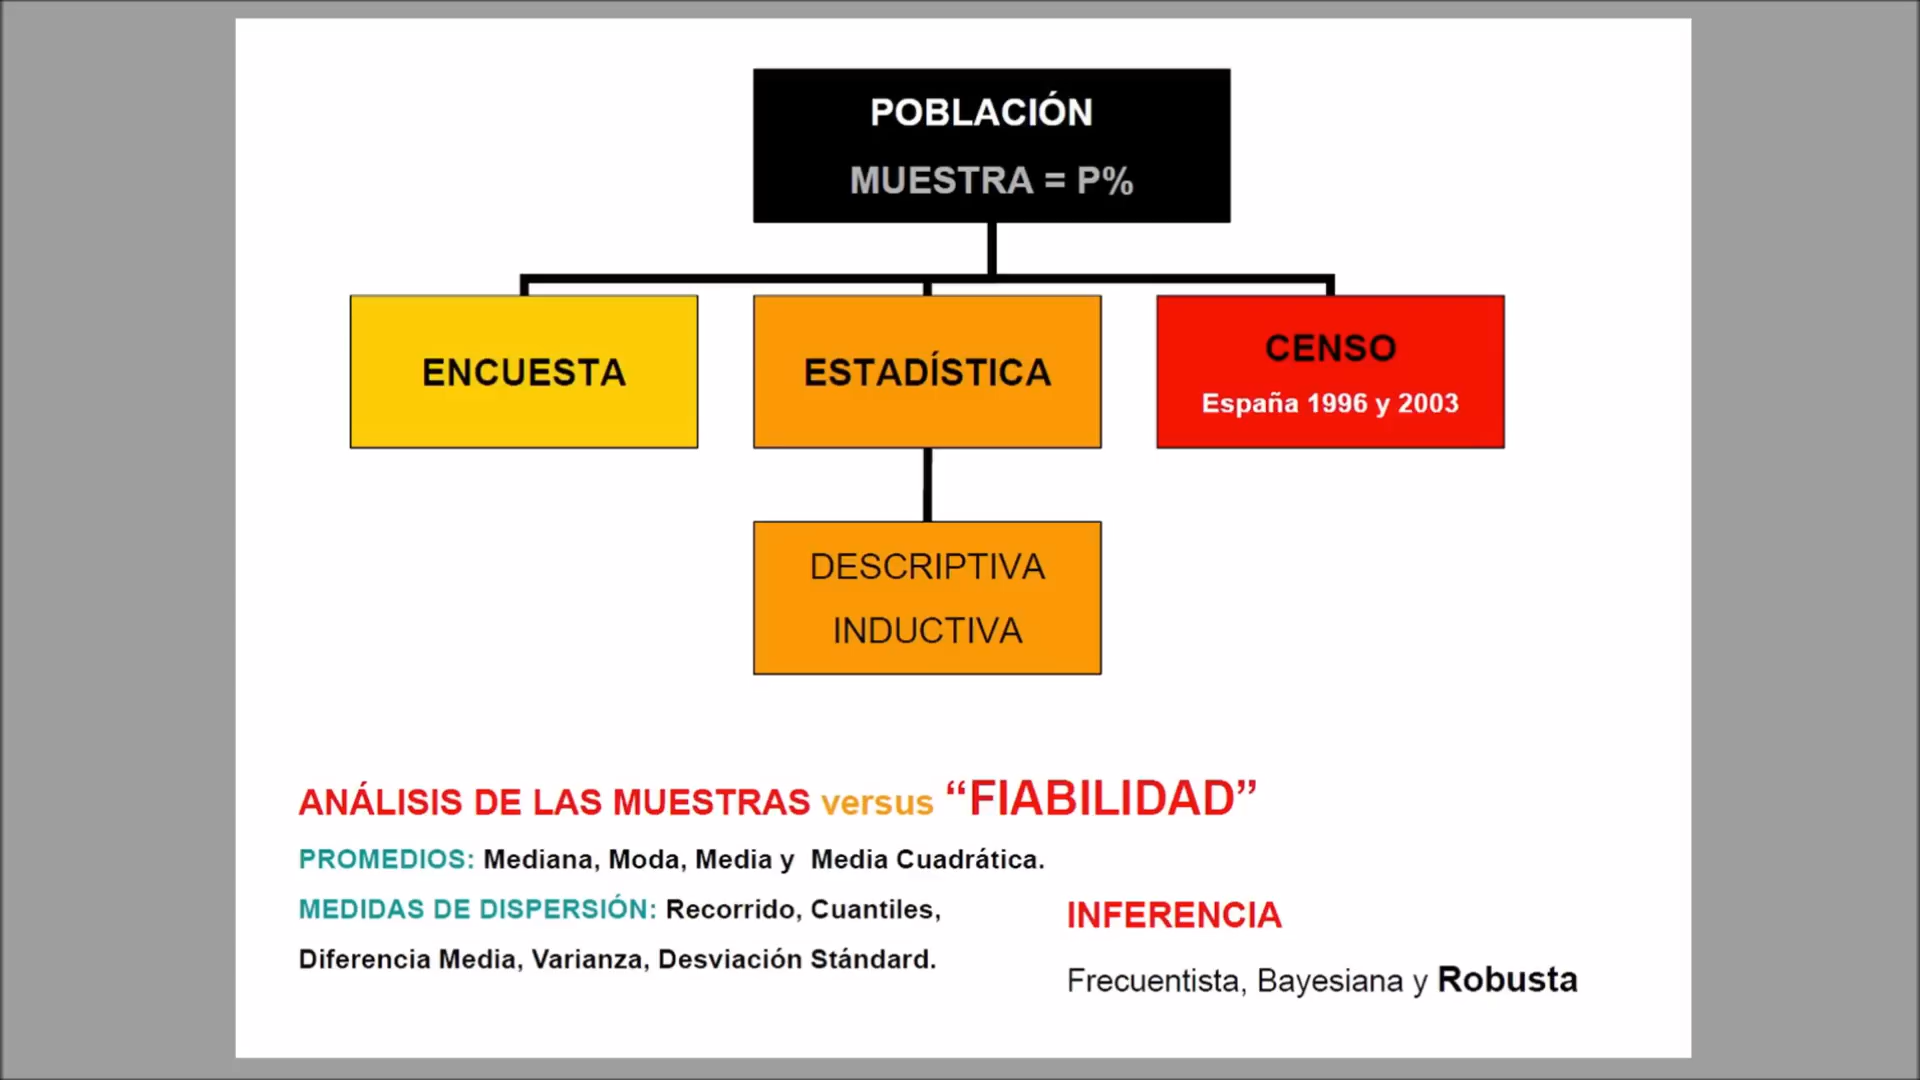 POBLACIÓN
MUESTRA = P%
ENCUESTA
ESTADÍSTICA
CENSO
España 1996 y 2003
DESCRIPTIVA
INDUCTIVA
ANÁLISIS DE LAS MUESTRAS versus “FIABILIDAD”
PROMEDIOS: Mediana, Moda, Media y Media Cuadrática.
MEDIDAS DE DISPERSIÓN: Recorrido, Cuantiles,
Diferencia Media, Varianza, Desviación Stándard.
INFERENCIA
Frecuentista, Bayesiana y Robusta